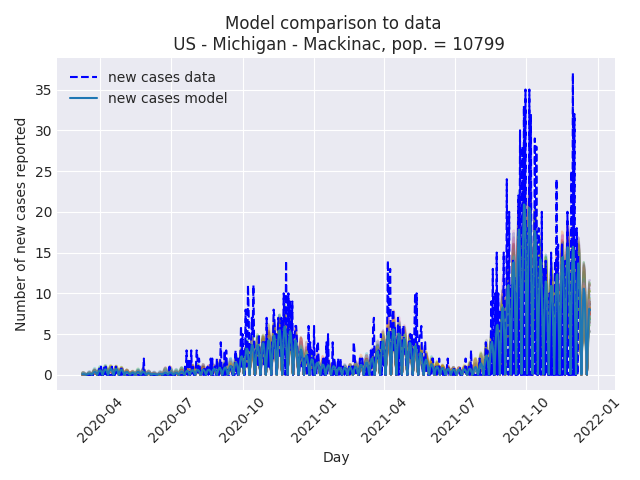 Model comparison to data
US - Michigan - Mackinac, pop. = 10799
new cases data
new cases model
Number of new cases reported
35
30
25
20
15
10
5
0
2020-04
2020-07
2020-10
2021-01
2021-04
2021-07
2021-10
2022-01
Day